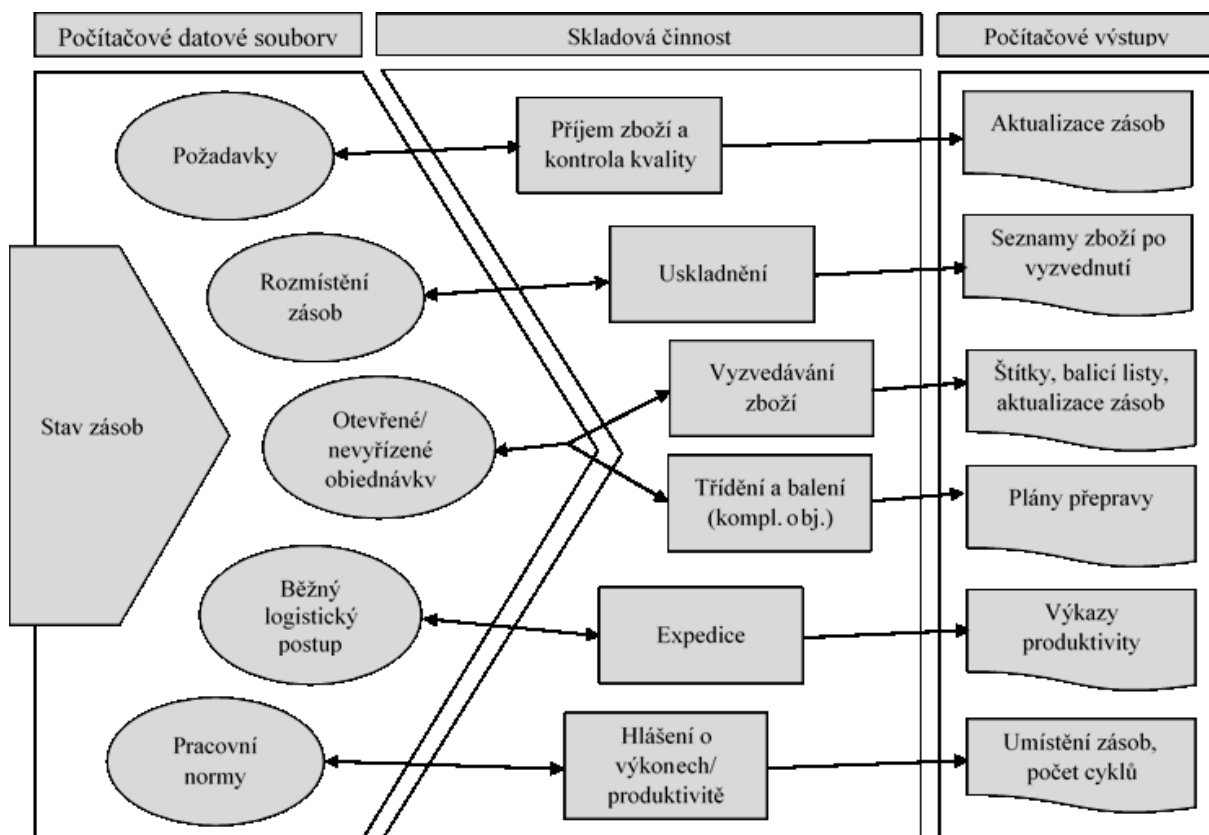 Počítačové datové soubory
Skladová činnost
Počítačové výstupy
Požadavky
Příjem zboží a
kontrola kvality
Aktualizace zásob
Rozmístění
zásob
Uskladnění
Seznamy zboží po
vyzvednutí
Stav zásob
Otevřené/
nevyřízené
obiednávkv
Vyzvedávání
zboží
Štítky, balicí listy,
aktualizace zásob
Třídění a balení
(kompl. obj.)
Plány přepravy
Běžný
logistický
postup
Expedice
Výkazy
produktivity
Pracovní
normy
Hlášení o
výkonech/
produktivitě
Umístění zásob,
počet cyklů